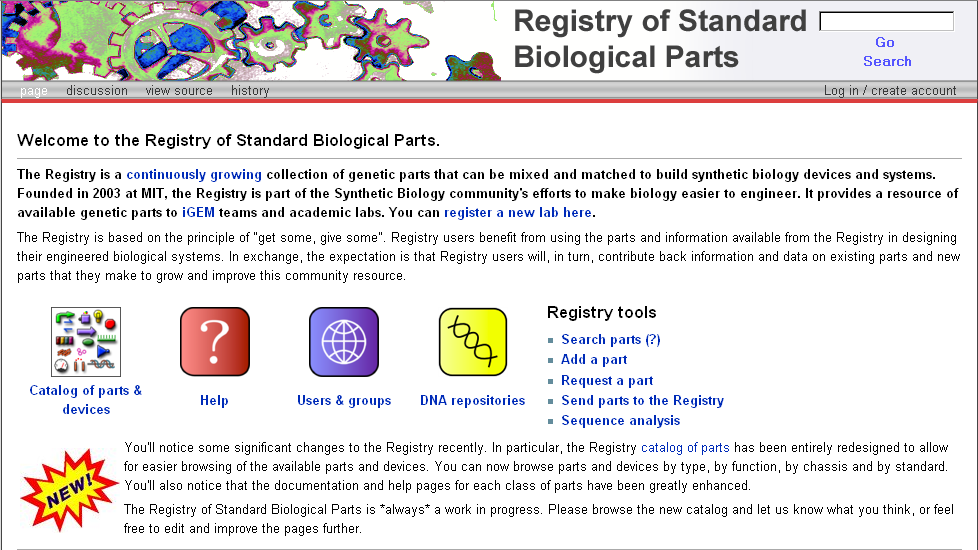 Registry of Standard
Biological Parts
Go
Search
page discussion view source history Log in / create account
Welcome to the Registry of Standard Biological Parts.
The Registry is a continuously growing collection of genetic parts that can be mixed and matched to build synthetic biology devices and systems.
Founded in 2003 at MIT, the Registry is part of the Synthetic Biology community's efforts to make biology easier to engineer. It provides a resource of
available genetic parts to iGEM teams and academic labs. You can register a new lab here.
The Registry is based on the principle of "get some, give some". Registry users benefit from using the parts and information available from the Registry in designing
their engineered biological systems. In exchange, the expectation is that Registry users will, in turn, contribute back information and data on existing parts and new
parts that they make to grow and improve this community resource.
?
Catalog of parts &
devices
Help
Users & groups
DNA repositories
Registry tools
Search parts (?)
Add a part
Request a part
Send parts to the Registry
Sequence analysis
NEW!
You'll notice some significant changes to the Registry recently. In particular, the Registry catalog of parts has been entirely redesigned to allow
for easier browsing of the available parts and devices. You can now browse parts and devices by type, by function, by chassis and by standard.
You'll also notice that the documentation and help pages for each class of parts have been greatly enhanced.
The Registry of Standard Biological Parts is *always* a work in progress. Please browse the new catalog and let us know what you think, or feel
free to edit and improve the pages further.